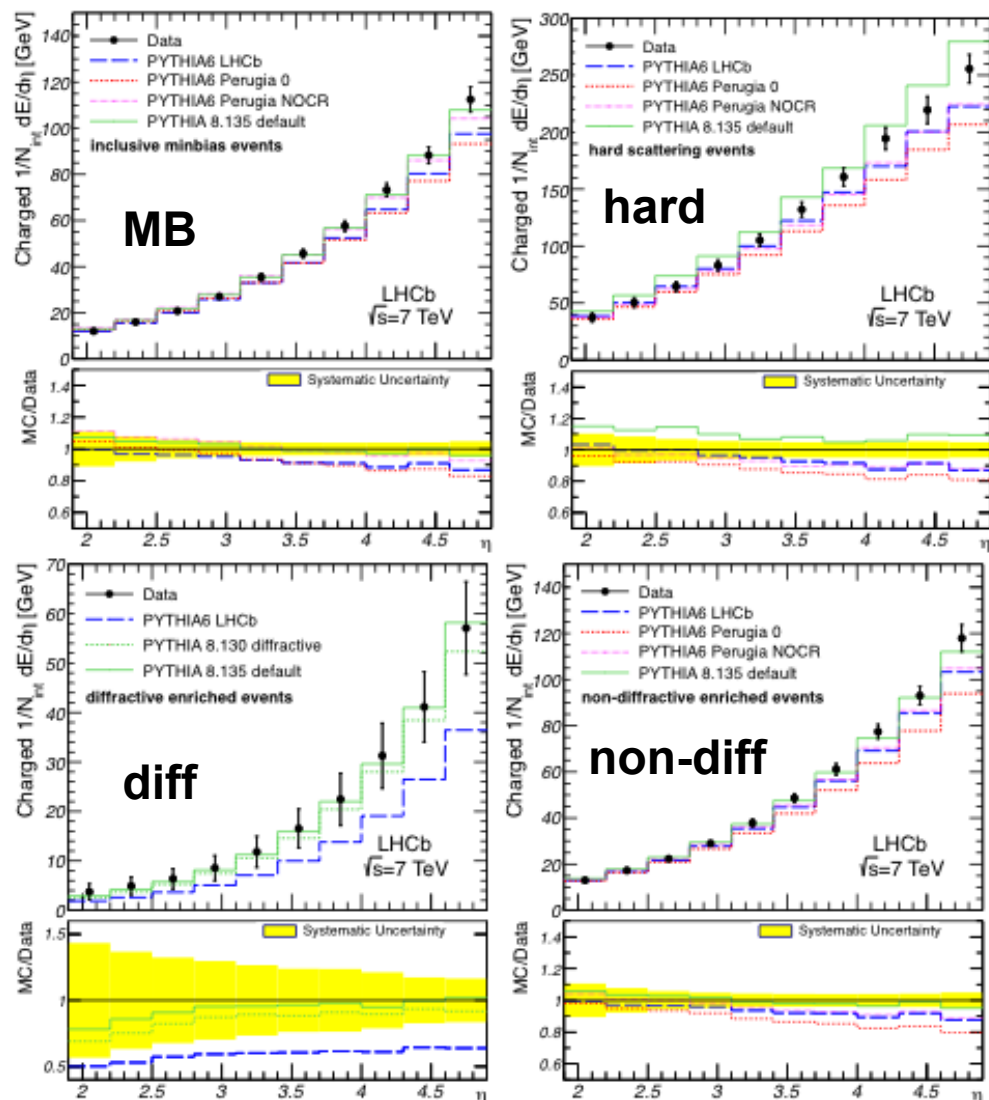 Charged 1/N_int dE/dη [GeV]
140
120
100
80
60
40
20
0
Data
PYTHIA6 LHCb
PYTHIA6 Perugia 0
PYTHIA6 Perugia NOCR
PYTHIA 8.135 default
inclusive minbias events
MB
LHCb
√s=7 TeV
MC/Data
1.4
1.2
1
0.8
0.6
Systematic Uncertainty
2 2.5 3 3.5 4 4.5 η
Charged 1/N_int dE/dη [GeV]
300
250
200
150
100
50
0
Data
PYTHIA6 LHCb
PYTHIA6 Perugia 0
PYTHIA6 Perugia NOCR
PYTHIA 8.135 default
hard scattering events
hard
LHCb
√s=7 TeV
MC/Data
1.4
1.2
1
0.8
0.6
Systematic Uncertainty
2 2.5 3 3.5 4 4.5 η
Charged 1/N_int dE/dη [GeV]
70
60
50
40
30
20
10
0
Data
PYTHIA6 LHCb
PYTHIA 8.130 diffractive
PYTHIA 8.135 default
diffractive enriched events
diff
LHCb
√s=7 TeV
MC/Data
1.5
1
0.5
Systematic Uncertainty
2 2.5 3 3.5 4 4.5 η
Charged 1/N_int dE/dη [GeV]
140
120
100
80
60
40
20
0
Data
PYTHIA6 LHCb
PYTHIA6 Perugia 0
PYTHIA6 Perugia NOCR
PYTHIA 8.135 default
non-diffractive enriched events
non-diff
LHCb
√s=7 TeV
MC/Data
1.4
1.2
1
0.8
0.6
Systematic Uncertainty
2 2.5 3 3.5 4 4.5 η